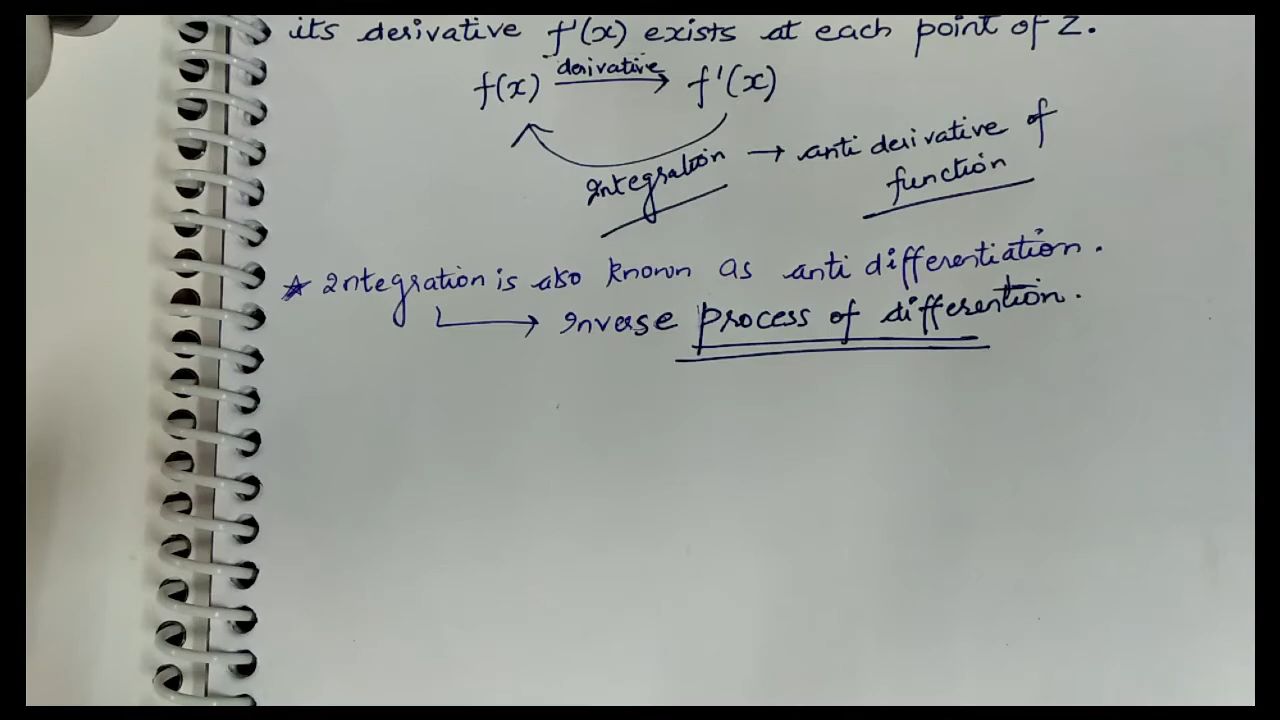 its derivative f'(x) exists at each point of I.
f(x) derivative → f'(x)
Integration → anti derivative of
function
* Integration is also known as anti differentiation.
→ Inverse process of differention.